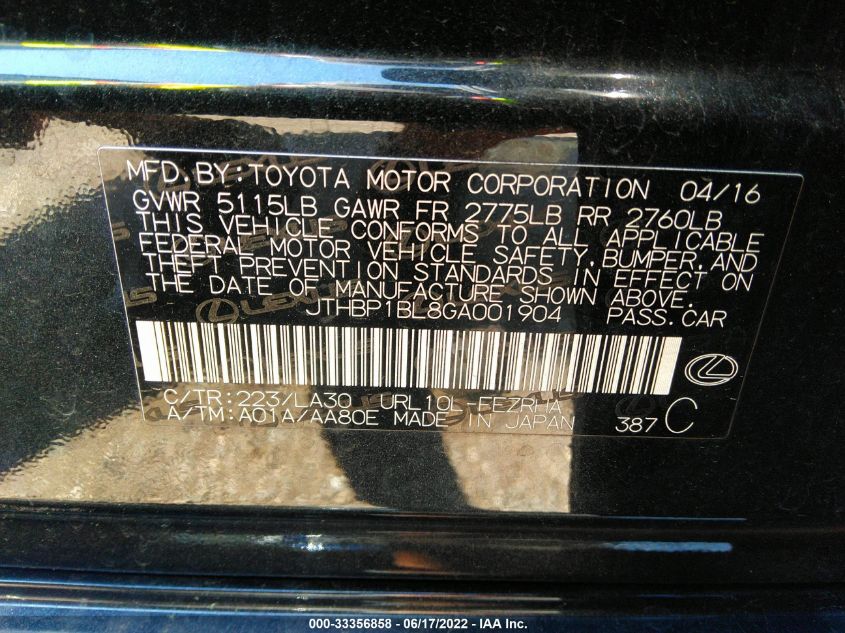 MFD.BY:TOYOTA MOTOR CORPORATION 04/16
GVWR 5115LB GAWR FR 2775LB RR 2760LB
THIS VEHICLE CONFORMS TO ALL APPLICABLE
FEDERAL MOTOR VEHICLE SAFETY,BUMPER,AND
THEFT PREVENTION STANDARDS IN EFFECT ON
THE DATE OF MANUFACTURE SHOWN ABOVE.
JTHBP1BL8GA001904 PASS.CAR
C/TR:223/LA30 URL10L-FEZRHA
A/TM:A01A/AA80E MADE IN JAPAN 387 C
000-33356858 - 06/17/2022 - IAA Inc.